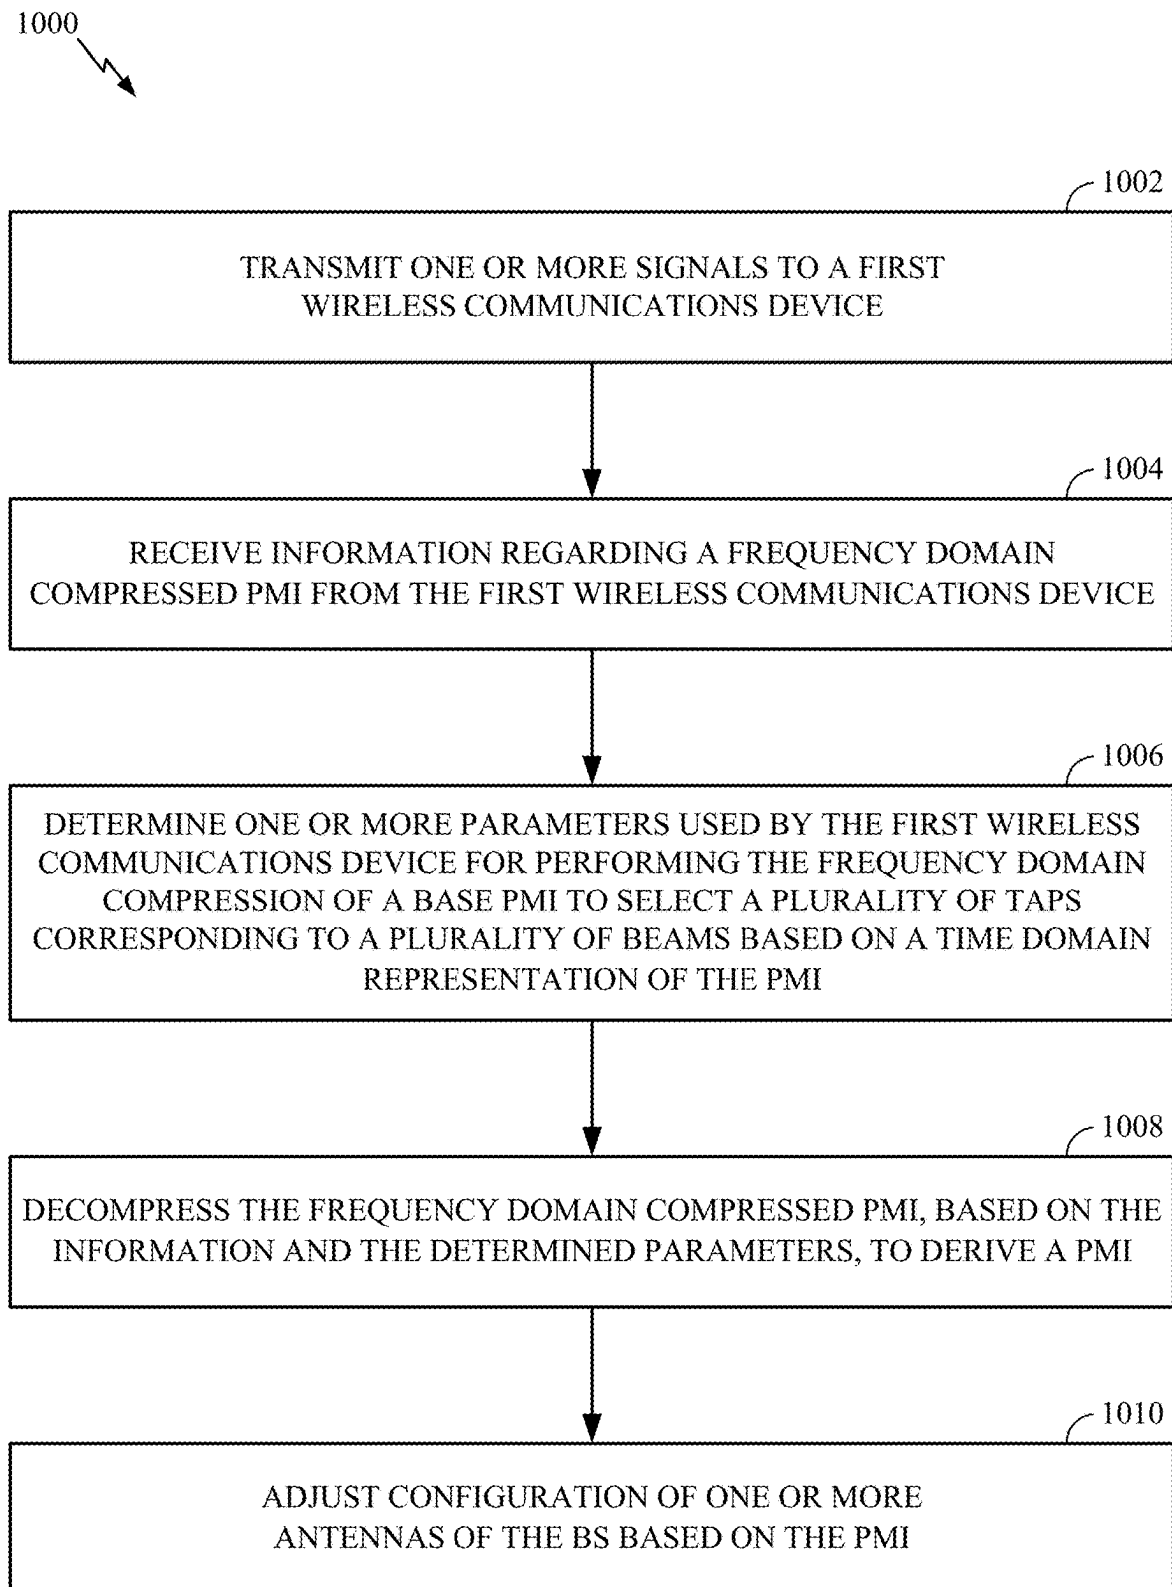 1000
1002
TRANSMIT ONE OR MORE SIGNALS TO A FIRST
WIRELESS COMMUNICATIONS DEVICE
1004
RECEIVE INFORMATION REGARDING A FREQUENCY DOMAIN
COMPRESSED PMI FROM THE FIRST WIRELESS COMMUNICATIONS DEVICE
1006
DETERMINE ONE OR MORE PARAMETERS USED BY THE FIRST WIRELESS
COMMUNICATIONS DEVICE FOR PERFORMING THE FREQUENCY DOMAIN
COMPRESSION OF A BASE PMI TO SELECT A PLURALITY OF TAPS
CORRESPONDING TO A PLURALITY OF BEAMS BASED ON A TIME DOMAIN
REPRESENTATION OF THE PMI
1008
DECOMPRESS THE FREQUENCY DOMAIN COMPRESSED PMI, BASED ON THE
INFORMATION AND THE DETERMINED PARAMETERS, TO DERIVE A PMI
1010
ADJUST CONFIGURATION OF ONE OR MORE
ANTENNAS OF THE BS BASED ON THE PMI